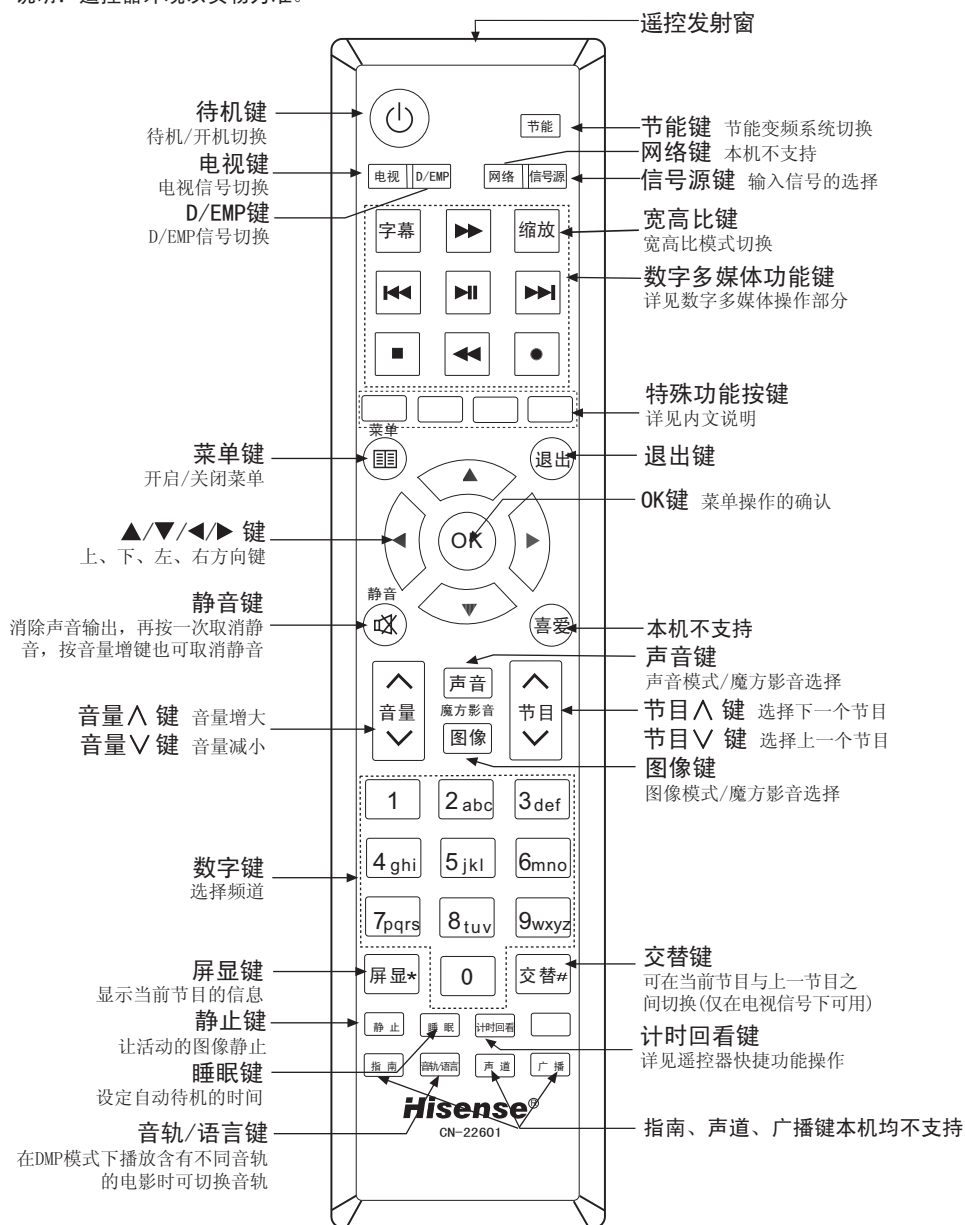 说明：遥控器外观以实物为准。
遥控发射窗
待机键
待机/开机切换
电视键
电视信号切换
D/EMP键
D/EMP信号切换
节能
节能键 节能变频系统切换
网络键 本机不支持
信号源键 输入信号的选择
电视 D/EMP 网络 信号源
字幕 缩放
宽高比键
宽高比模式切换
数字多媒体功能键
详见数字多媒体操作部分
特殊功能按键
详见内文说明
菜单
菜单键
开启/关闭菜单
退出
退出键
OK
OK键 菜单操作的确认
▲/▼/◀/▶ 键
上、下、左、右方向键
静音
静音键
消除声音输出，再按一次取消静
音，按音量增键也可取消静音
喜爱
本机不支持
声音键
声音模式/魔方影音选择
音量 声音 魔方影音 图像 节目
音量∧ 键 音量增大
音量∨ 键 音量减小
节目∧ 键 选择下一个节目
节目∨ 键 选择上一个节目
图像键
图像模式/魔方影音选择
1 2 abc 3 def
4 ghi 5 jkl 6mno
7pqrs 8 tuv 9wxyz
屏显* 0 交替#
数字键
选择频道
屏显键
显示当前节目的信息
静止键
让活动的图像静止
睡眠键
设定自动待机的时间
音轨/语言键
在DMP模式下播放含有不同音轨
的电影时可切换音轨
交替键
可在当前节目与上一节目之
间切换(仅在电视信号下可用)
计时回看键
详见遥控器快捷功能操作
静 止 睡 眠 计时回看
指 南 音轨/语言 声 道 广 播
Hisense®
CN-22601
指南、声道、广播键本机均不支持